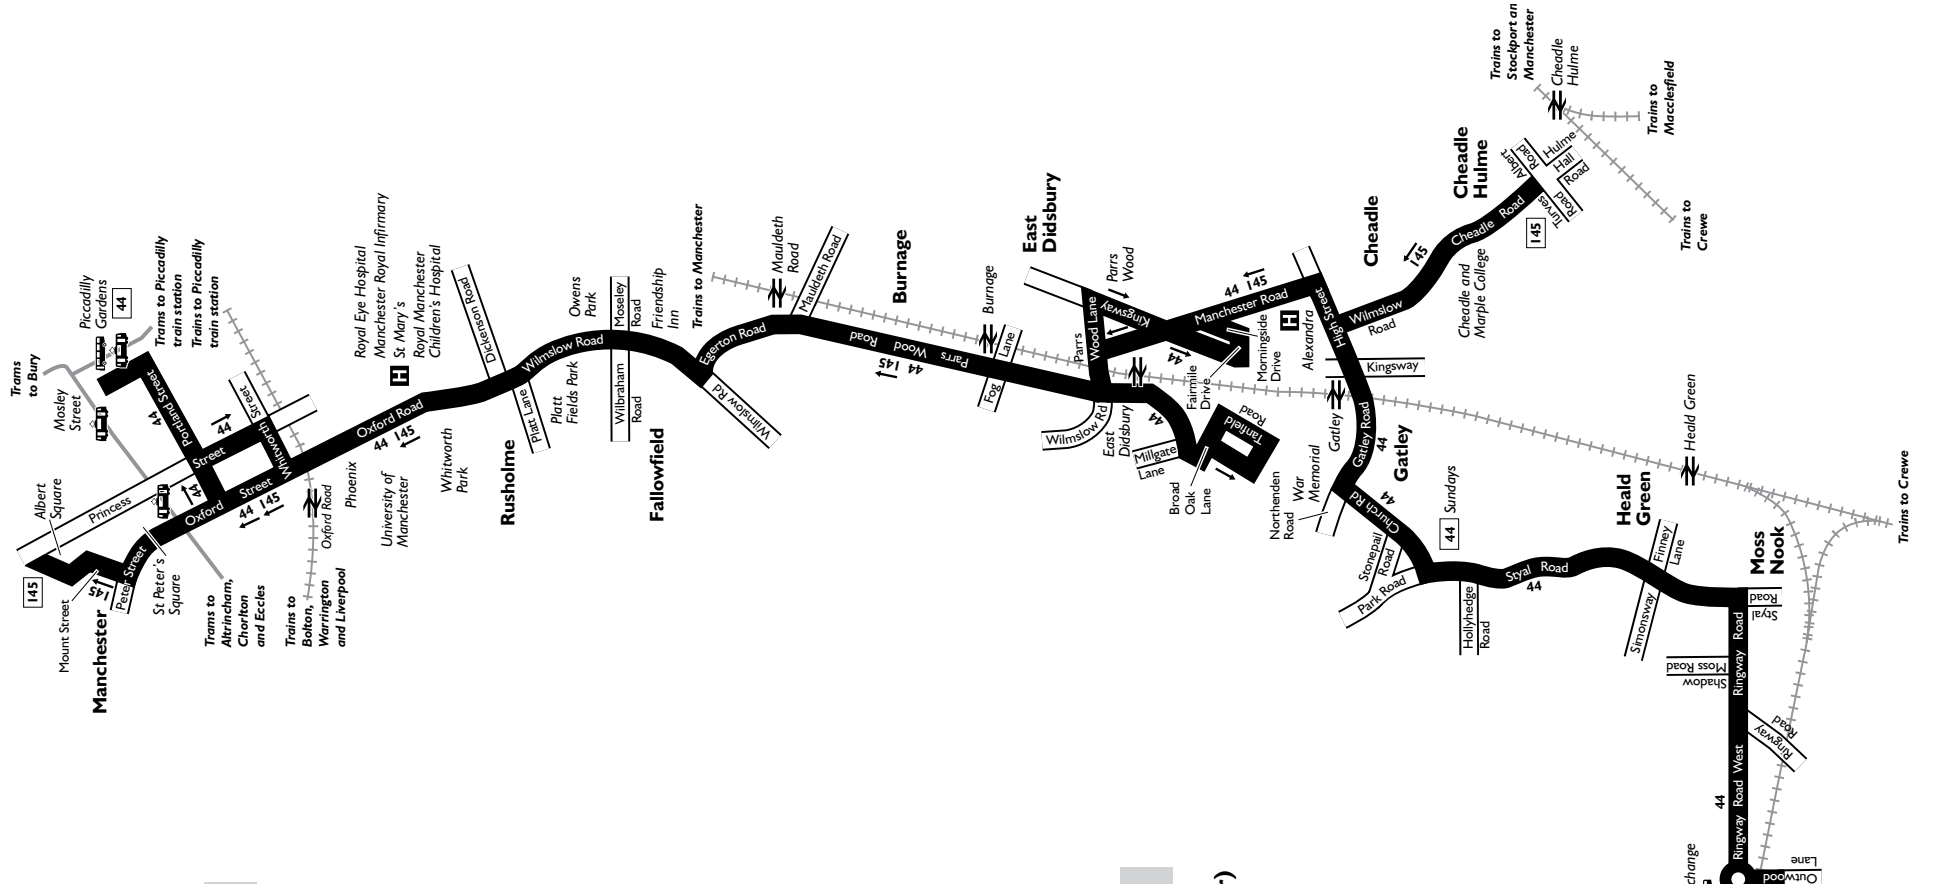 Trams
to Bury
Mosley
Street
Piccadilly
Gardens
44
Trams to Piccadilly
train station
Trains to Piccadilly
train station
Albert
Square
Princess
Street
Portland Street
44
44
44
Whitworth
Street
Oxford
Street
44 145
145
Mount Street
145
Peter Street
Manchester
St Peter's
Square
Trams to
Altrincham,
Chorlton
and Eccles
Trains to
Bolton,
Warrington
and Liverpool
Oxford Road
Phoenix
University of
Manchester
Oxford Road
44 145
Royal Eye Hospital
Manchester Royal Infirmary
St Mary's
Royal Manchester
Children's Hospital
H
Whitworth
Park
Rusholme
Dickenson Road
Platt Lane
Platt
Fields Park
Wilmslow Road
Owens
Park
Moseley
Road
Wilbraham
Road
Friendship
Inn
Fallowfield
Wilmslow Rd
Egerton Road
Trains to Manchester
Mauldeth
Road
Mauldeth Road
Burnage
Parrs Wood Road
44 145
Burnage
Fog
Lane
East
Didsbury
Parrs
Wood
Parrs
Wood Lane
Kingsway
Wilmslow Rd
East
Didsbury
44
Millgate
Lane
Broad
Oak
Lane
Tanfield
Road
44
Fairmile
Drive
Morningside
Drive
Manchester Road
44 145
H
Alexandra
High Street
Kingsway
Cheadle
Wilmslow
Road
145
Cheadle and
Marple College
Cheadle Road
Cheadle
Hulme
145
Albert
Road
Hulme
Hall
Road
Turves
Road
Trains to
Stockport an
Manchester
Cheadle
Hulme
Trains to
Macclesfield
Trains to
Crewe
Gatley
Gatley Road
44
Gatley
War
Memorial
Northenden
Road
Church Rd
44
Stonepail
Road
Park Road
44
Sundays
Hollyhedge
Road
Styal Road
44
Heald
Green
Finney
Lane
Simonsway
Heald Green
Moss
Nook
Styal
Road
Trains to Crewe
Shadow
Moss Road
Ringway Road
Ringway
Road
Ringway Road West
44
change
Outwood
Lane
r)